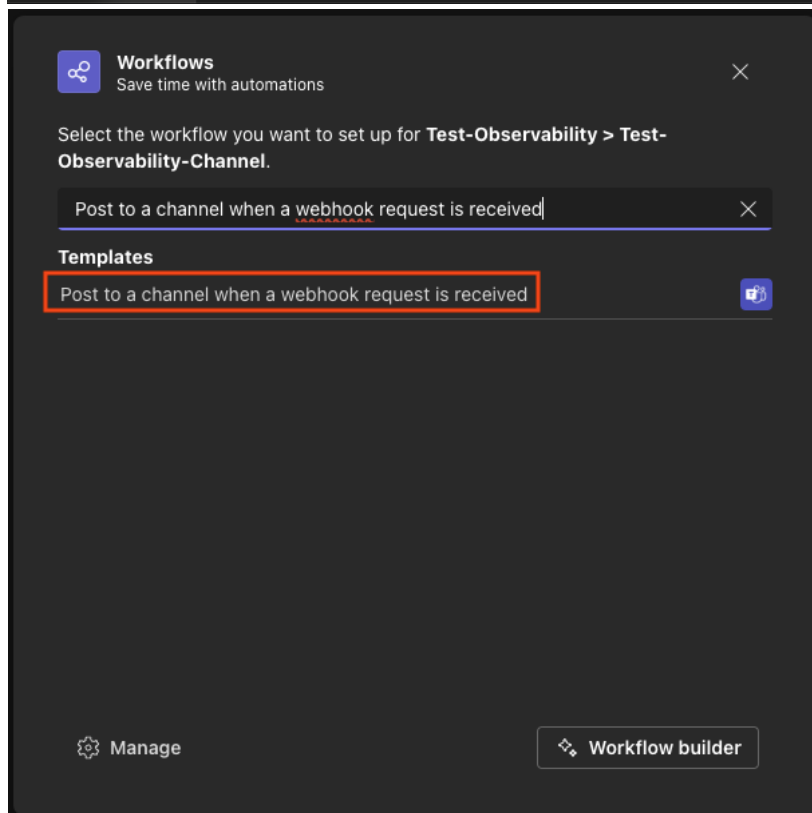 Workflows
Save time with automations
Select the workflow you want to set up for Test-Observability > Test-
Observability-Channel.
Post to a channel when a webhook request is received
Templates
Post to a channel when a webhook request is received
Manage
Workflow builder